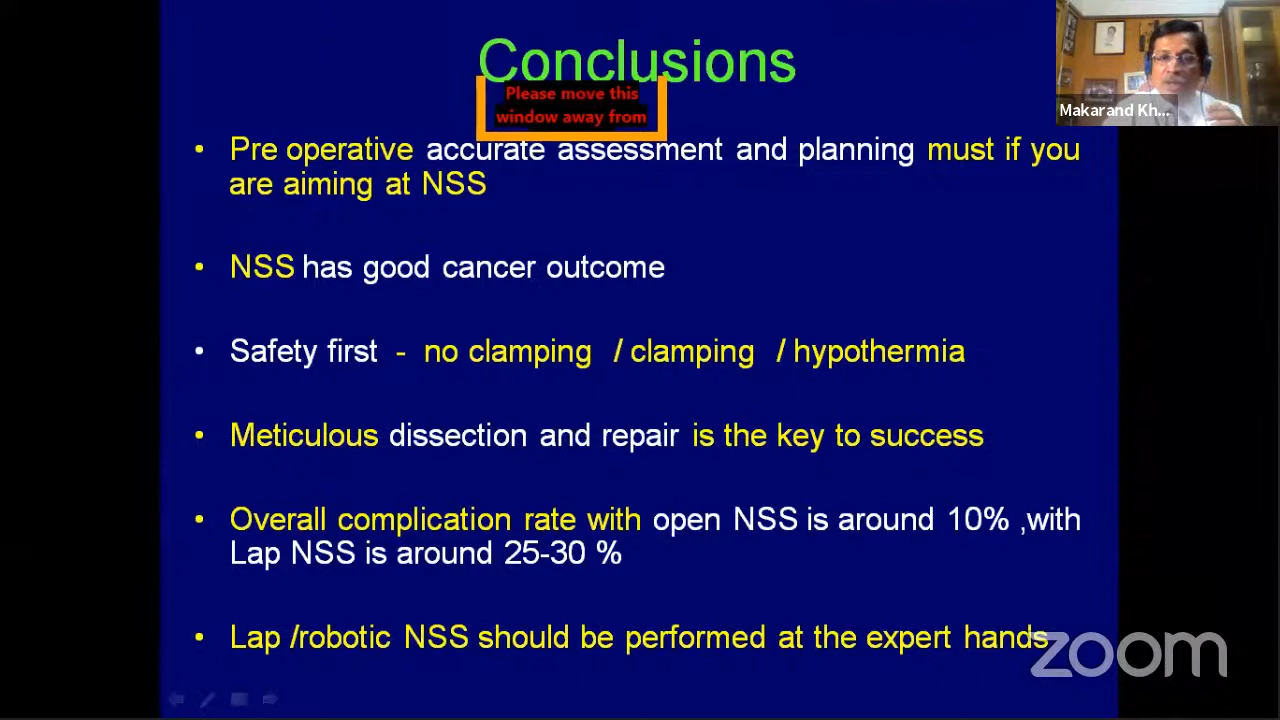 Conclusions
Please move this
window away from
Makarand Kh...
• Pre operative accurate assessment and planning must if you
are aiming at NSS
• NSS has good cancer outcome
• Safety first - no clamping / clamping / hypothermia
• Meticulous dissection and repair is the key to success
• Overall complication rate with open NSS is around 10% ,with
Lap NSS is around 25-30 %
• Lap /robotic NSS should be performed at the expert hands
zoom